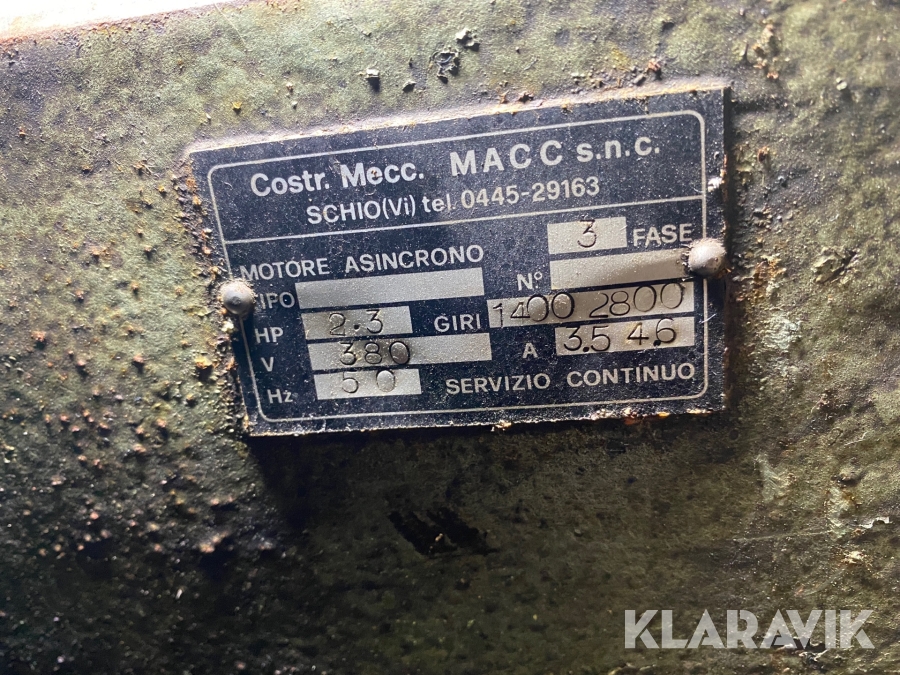 Costr. Mecc. MACC s.n.c.
SCHIO(Vi) tel. 0445-29163
MOTORE ASINCRONO 3 FASE
TIPO N°
HP 2.3 GIRI 1400 2800
V 380 A 3.5 4.6
Hz 50 SERVIZIO CONTINUO
KLARAVIK